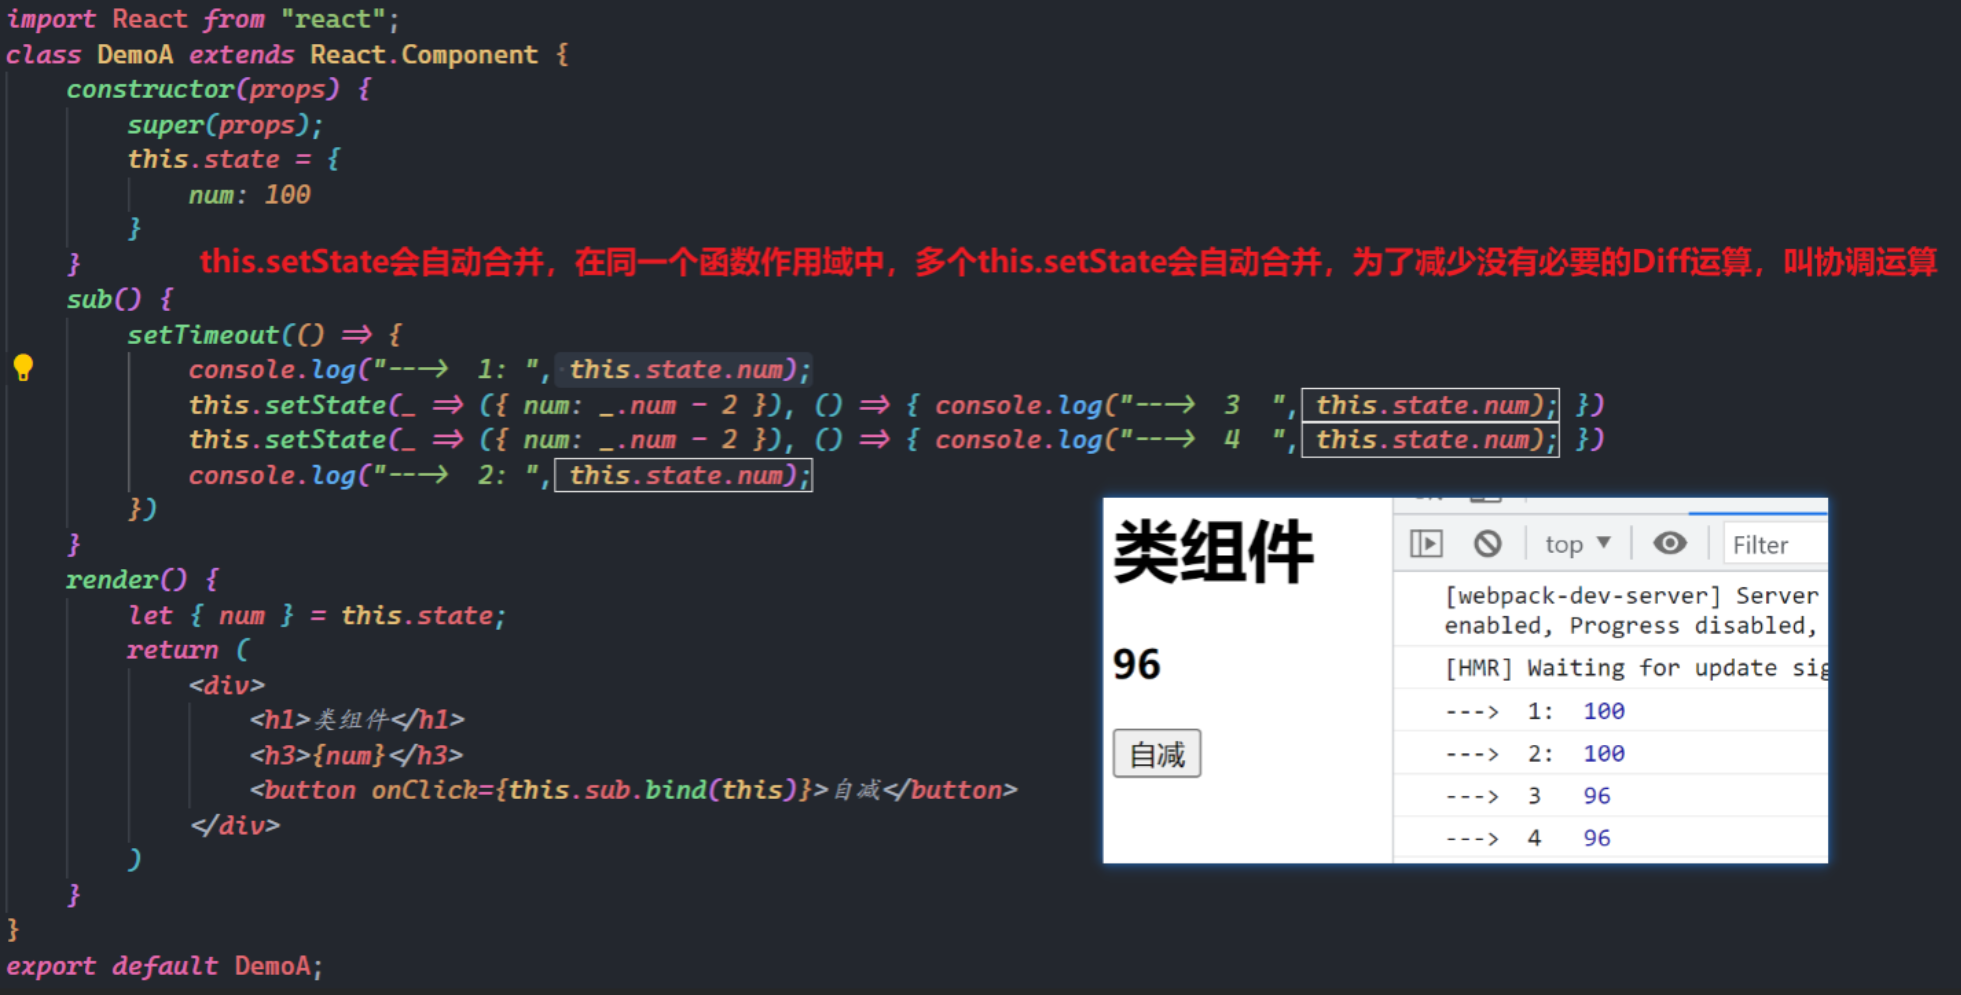 import React from "react";
class DemoA extends React.Component {
constructor(props) {
super(props);
this.state = {
num: 100
}
}
this.setState会自动合并，在同一个函数作用域中，多个this.setState会自动合并，为了减少没有必要的Diff运算，叫协调运算
sub() {
setTimeout(() => {
console.log("---> 1: ", this.state.num);
this.setState(_ => ({ num: _.num - 2 }), () => { console.log("---> 3 ", this.state.num); })
this.setState(_ => ({ num: _.num - 2 }), () => { console.log("---> 4 ", this.state.num); })
console.log("---> 2: ", this.state.num);
})
}
render() {
let { num } = this.state;
return (
<div>
<h1>类组件</h1>
<h3>{num}</h3>
<button onClick={this.sub.bind(this)}>自减</button>
</div>
)
}
}
export default DemoA;
类组件
96
自减
top Filter
[webpack-dev-server] Server
enabled, Progress disabled,
[HMR] Waiting for update sig
---> 1: 100
---> 2: 100
---> 3 96
---> 4 96